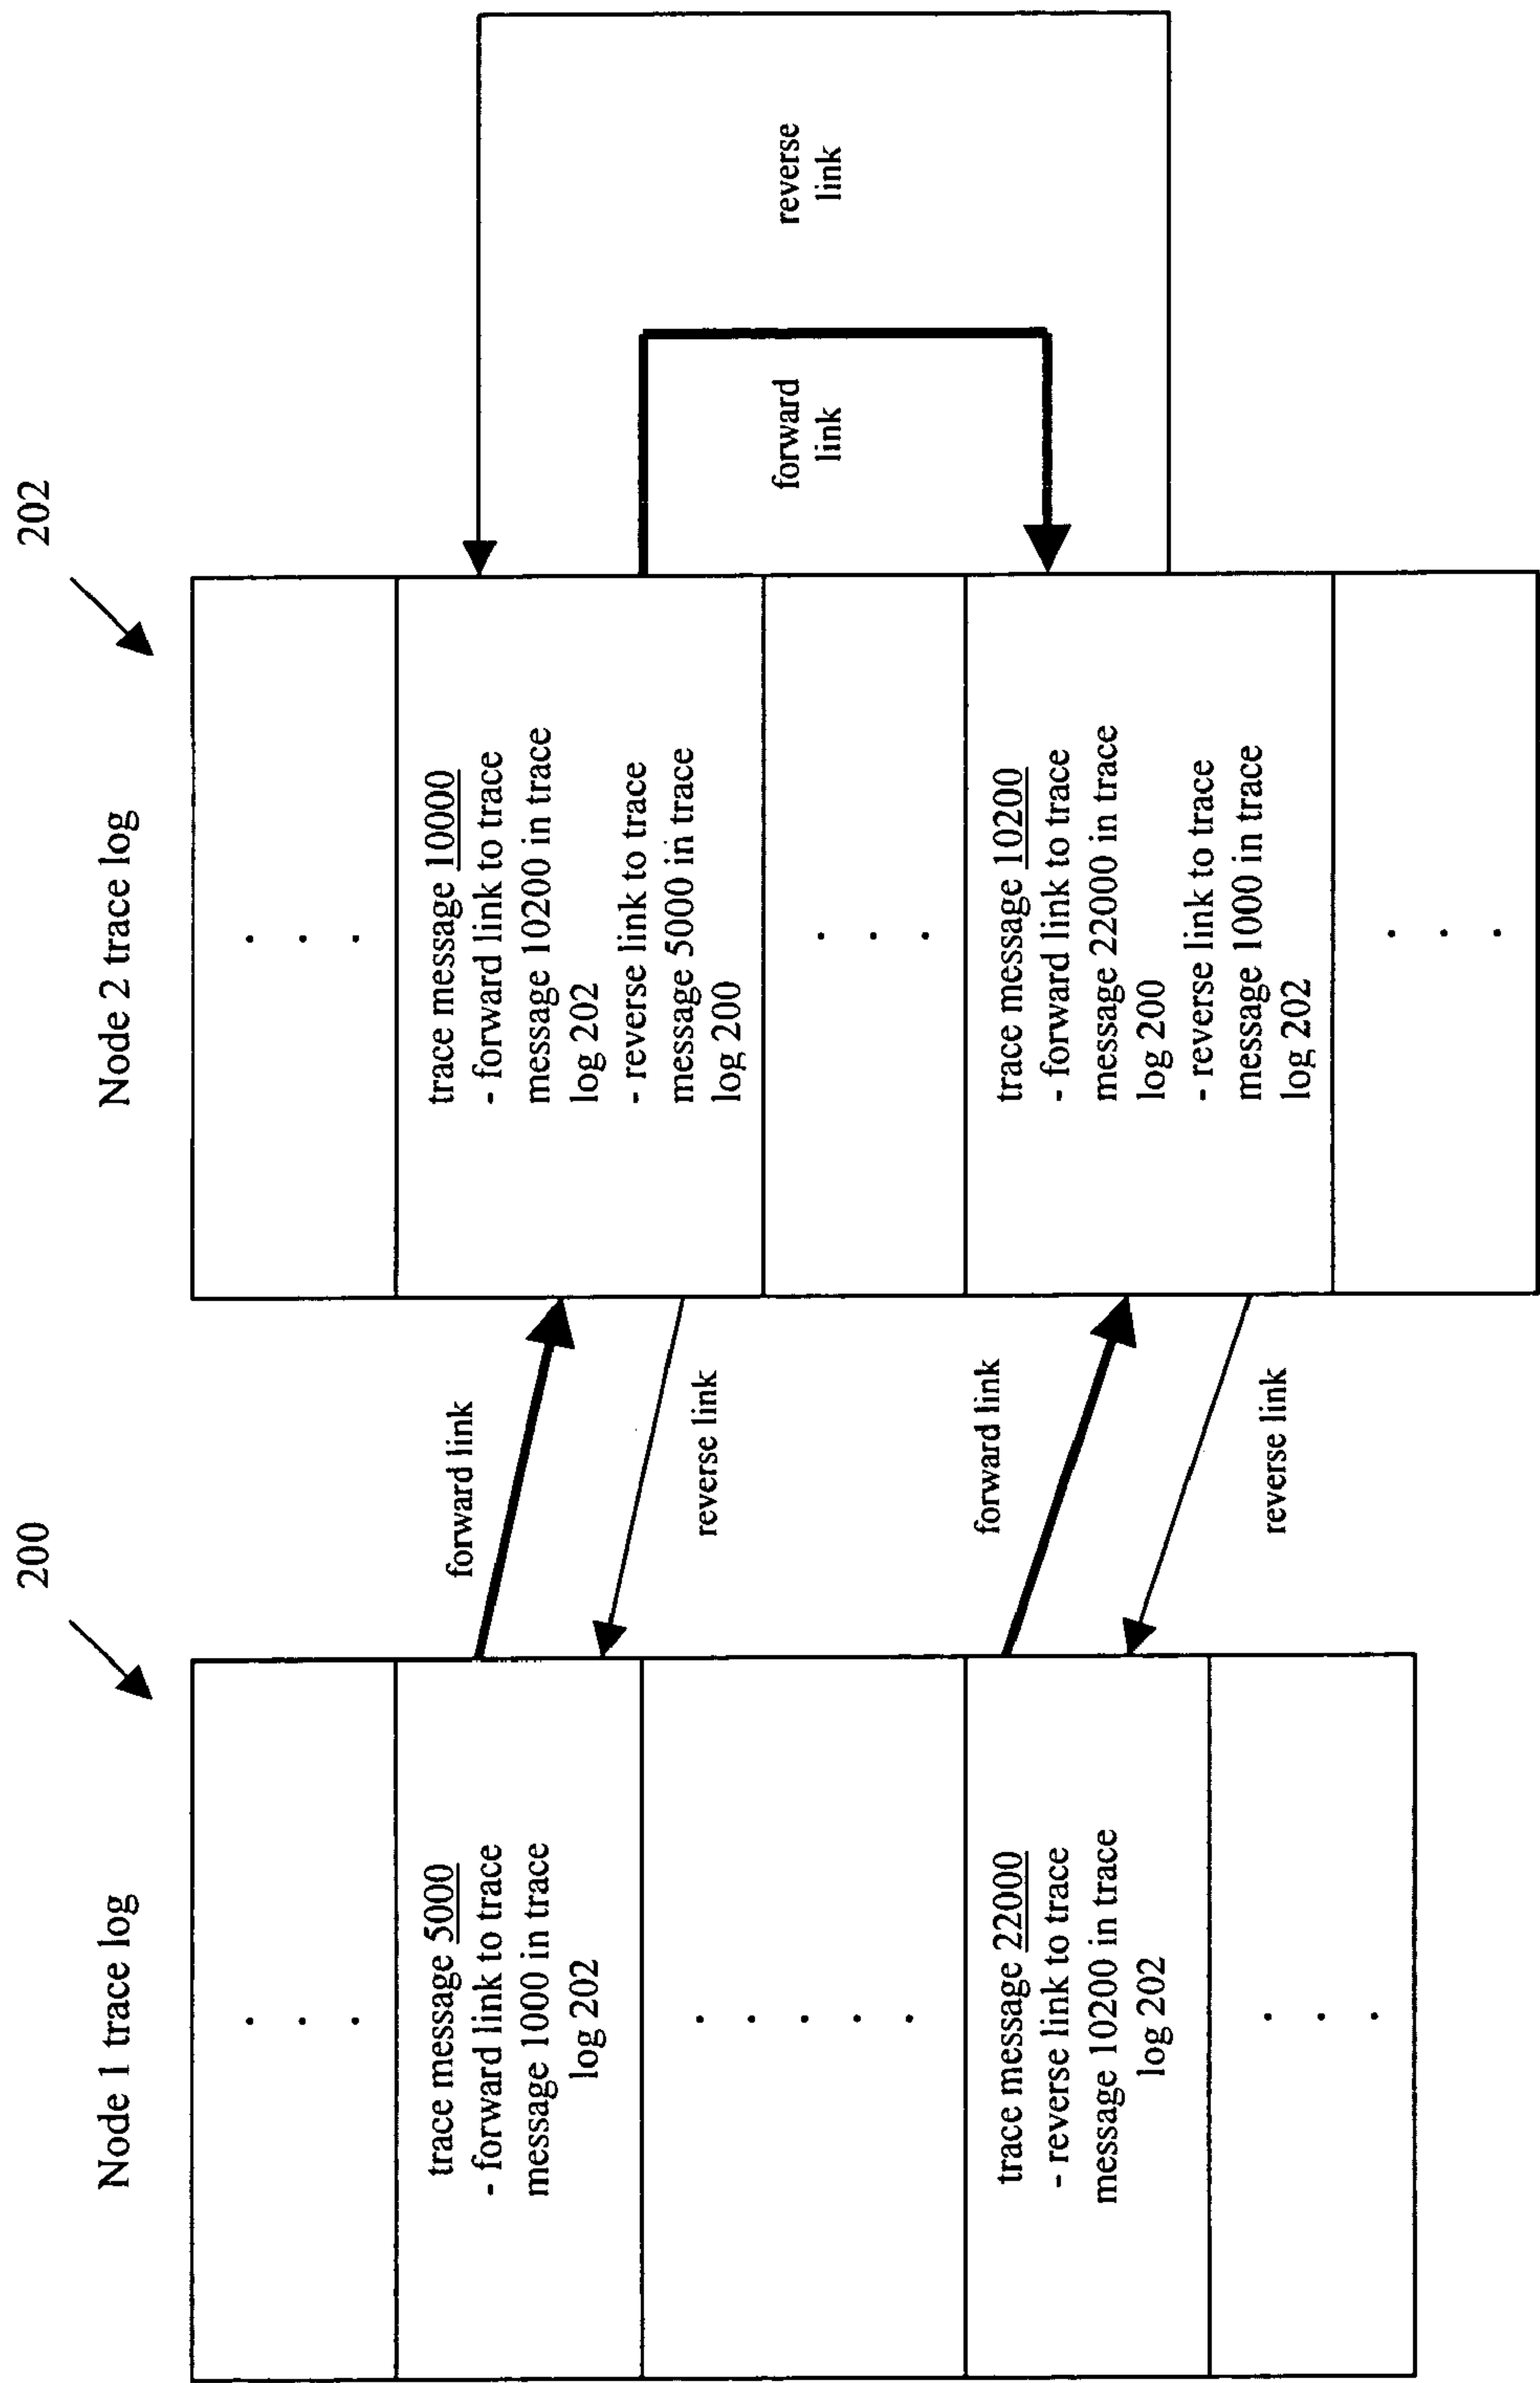 200
Node 1 trace log
trace message 5000
- forward link to trace
message 1000 in trace
log 202
trace message 22000
- reverse link to trace
message 10200 in trace
log 202
forward link
reverse link
forward link
reverse link
202
Node 2 trace log
trace message 10000
- forward link to trace
message 10200 in trace
log 202
- reverse link to trace
message 5000 in trace
log 200
trace message 10200
- forward link to trace
message 22000 in trace
log 200
- reverse link to trace
message 1000 in trace
log 202
forward
link
reverse
link